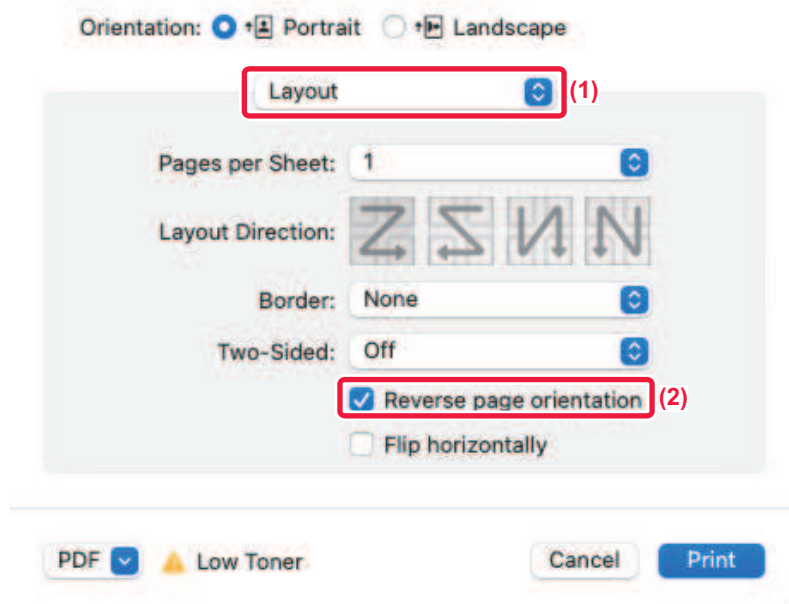 Orientation: Portrait Landscape
Layout (1)
Pages per Sheet: 1
Layout Direction:
Border: None
Two-Sided: Off
Reverse page orientation (2)
Flip horizontally
PDF Low Toner Cancel Print